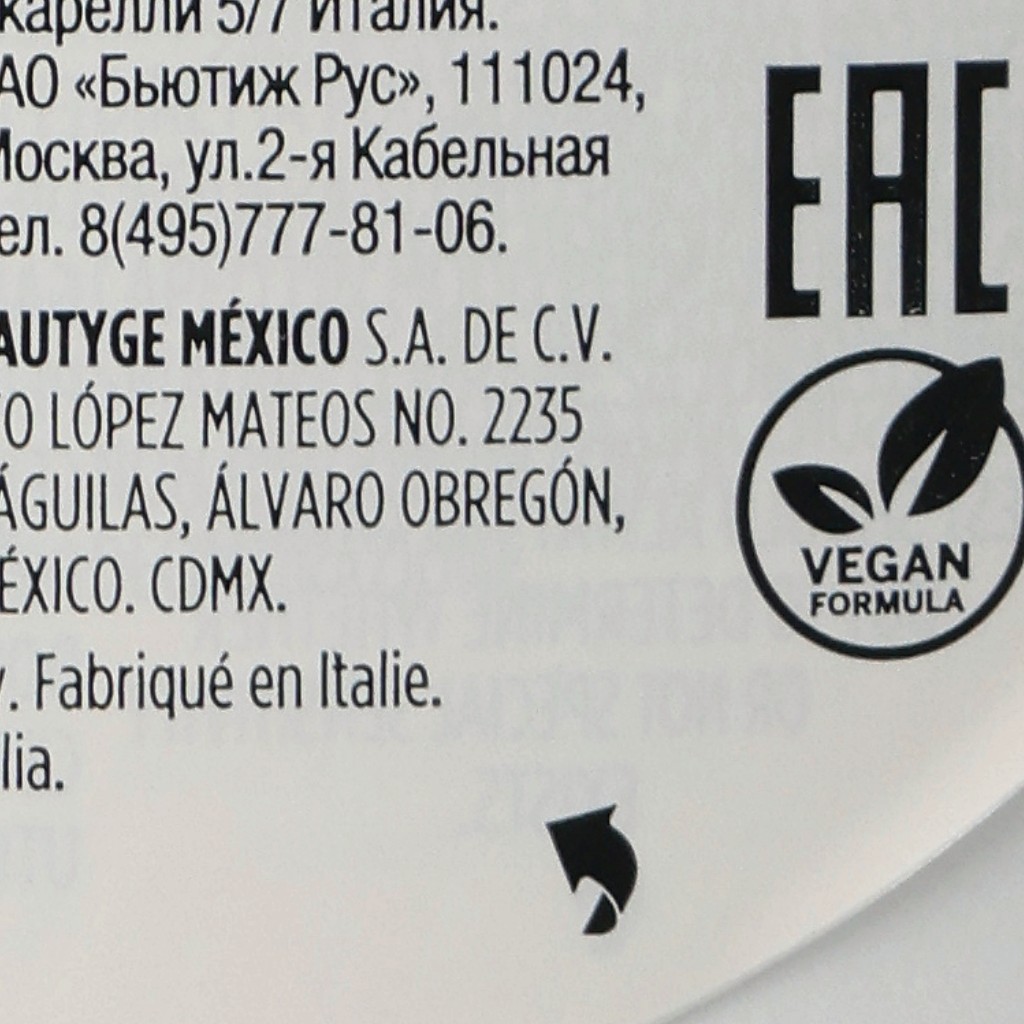 карелли 5/7 Италия.
АО «Бьютиж Рус», 111024,
Москва, ул.2-я Кабельная
ел. 8(495)777-81-06.
AUTYGE MÉXICO S.A. DE C.V.
TO LÓPEZ MATEOS NO. 2235
ÁGUILAS, ÁLVARO OBREGÓN,
ÉXICO. CDMX.
y. Fabriqué en Italie.
lia.
EAC
VEGAN
FORMULA